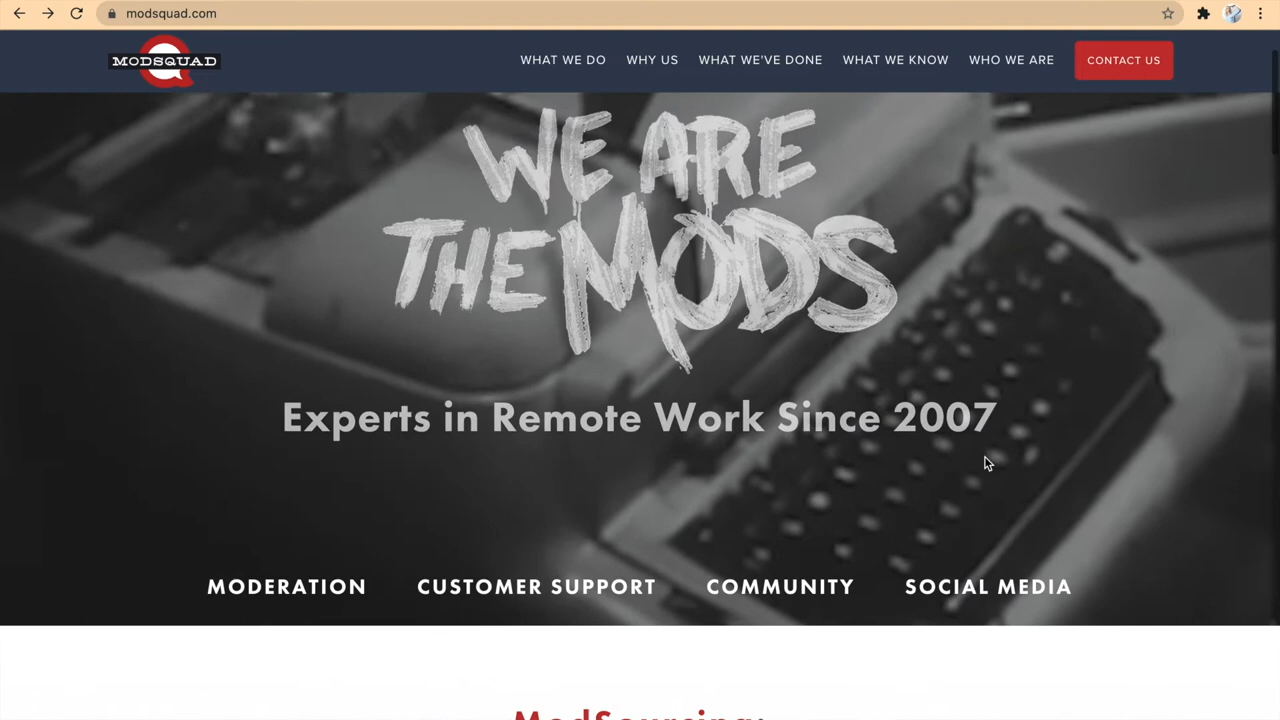 modsquad.com
MODSQUAD
WHAT WE DO WHY US WHAT WE'VE DONE WHAT WE KNOW WHO WE ARE CONTACT US
WE ARE
THE MODS
Experts in Remote Work Since 2007
MODERATION CUSTOMER SUPPORT COMMUNITY SOCIAL MEDIA
ModSourcing: